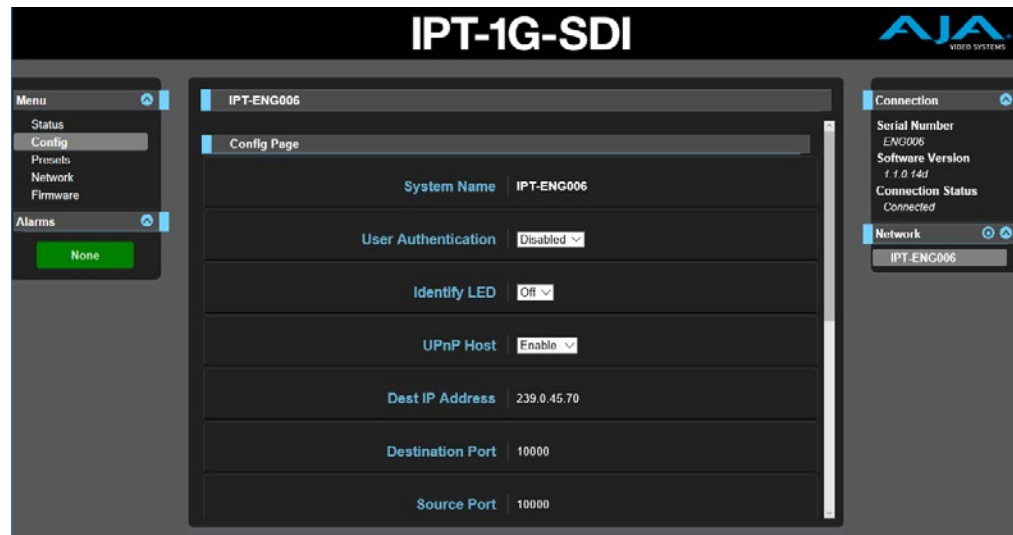 IPT-1G-SDI
AJA
VIDEO SYSTEMS
Menu
Status
Config
Presets
Network
Firmware
Alarms
None
IPT-ENG006
Config Page
System Name IPT-ENG006
User Authentication Disabled
Identify LED Off
UPnP Host Enable
Dest IP Address 239.0.45.70
Destination Port 10000
Source Port 10000
Connection
Serial Number
ENG006
Software Version
1.1.0.14d
Connection Status
Connected
Network
IPT-ENG006